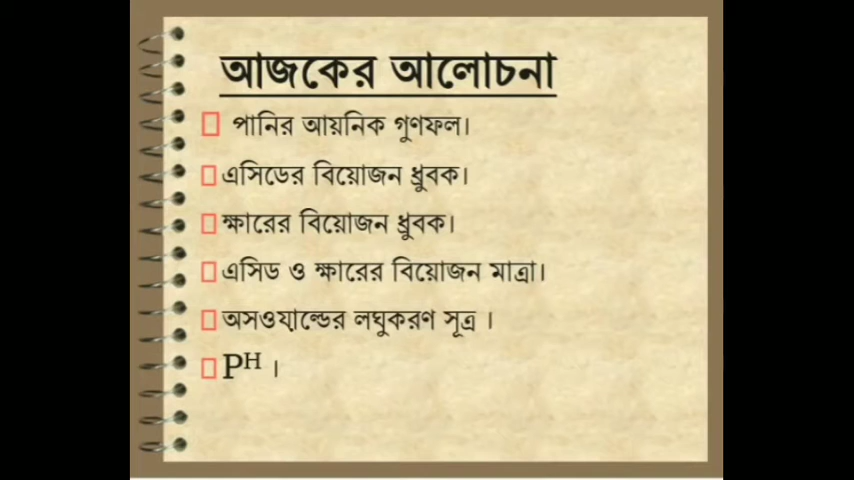 আজকের আলোচনা
পানির আয়নিক গুণফল।
এসিডের বিয়োজন ধ্রুবক।
ক্ষারের বিয়োজন ধ্রুবক।
এসিড ও ক্ষারের বিয়োজন মাত্রা।
অসওয়াল্ডের লঘুকরণ সূত্র ।
Pᴴ ।